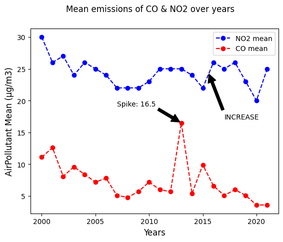 Mean emissions of CO & NO2 over years
30
25
20
15
10
5
AirPollutant Mean (μg/m3)
NO2 mean
CO mean
Spike: 16.5
INCREASE
2000
2005
2010
2015
2020
Years